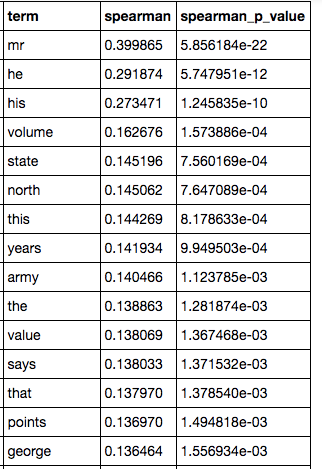 term spearman spearman_p_value
mr 0.399865 5.856184e-22
he 0.291874 5.747951e-12
his 0.273471 1.245835e-10
volume 0.162676 1.573886e-04
state 0.145196 7.560169e-04
north 0.145062 7.647089e-04
this 0.144269 8.178633e-04
years 0.141934 9.949503e-04
army 0.140466 1.123785e-03
the 0.138863 1.281874e-03
value 0.138069 1.367468e-03
says 0.138033 1.371532e-03
that 0.137970 1.378540e-03
points 0.136970 1.494818e-03
george 0.136464 1.556934e-03